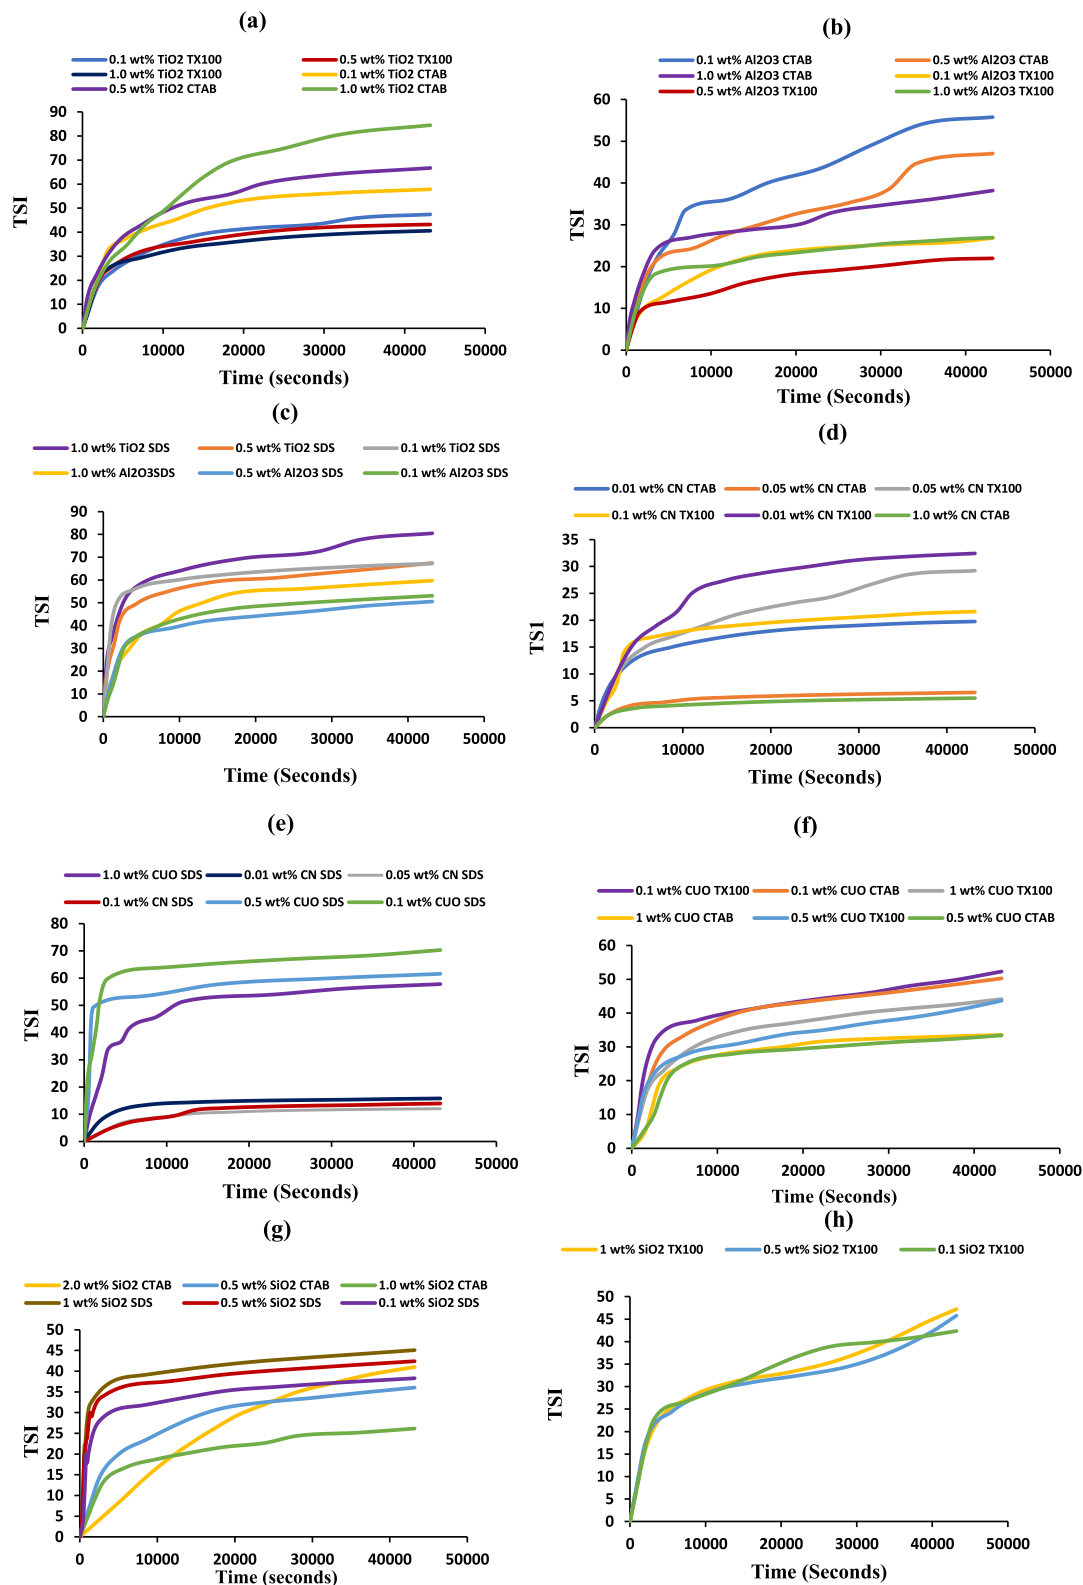 (a)
0.1 wt% TiO2 TX100
0.5 wt% TiO2 TX100
1.0 wt% TiO2 TX100
0.1 wt% TiO2 CTAB
0.5 wt% TiO2 CTAB
1.0 wt% TiO2 CTAB
90
80
70
60
50
40
30
20
10
0
TSI
0 10000 20000 30000 40000 50000
Time (seconds)
(b)
0.1 wt% Al2O3 CTAB
0.5 wt% Al2O3 CTAB
1.0 wt% Al2O3 CTAB
0.1 wt% Al2O3 TX100
0.5 wt% Al2O3 TX100
1.0 wt% Al2O3 TX100
60
50
40
30
20
10
0
TSI
0 10000 20000 30000 40000 50000
Time (Seconds)
(c)
1.0 wt% TiO2 SDS
0.5 wt% TiO2 SDS
0.1 wt% TiO2 SDS
1.0 wt% Al2O3SDS
0.5 wt% Al2O3 SDS
0.1 wt% Al2O3 SDS
90
80
70
60
50
40
30
20
10
0
TSI
0 10000 20000 30000 40000 50000
Time (Seconds)
(d)
0.01 wt% CN CTAB
0.05 wt% CN CTAB
0.05 wt% CN TX100
0.1 wt% CN TX100
0.01 wt% CN TX100
1.0 wt% CN CTAB
35
30
25
20
15
10
5
0
TS1
0 10000 20000 30000 40000 50000
Time (Seconds)
(e)
1.0 wt% CUO SDS
0.01 wt% CN SDS
0.05 wt% CN SDS
0.1 wt% CN SDS
0.5 wt% CUO SDS
0.1 wt% CUO SDS
70
60
50
40
30
20
10
0
TSI
0 10000 20000 30000 40000 50000
Time (Seconds)
(f)
0.1 wt% CUO TX100
0.1 wt% CUO CTAB
1 wt% CUO TX100
1 wt% CUO CTAB
0.5 wt% CUO TX100
0.5 wt% CUO CTAB
60
50
40
30
20
10
0
TSI
0 10000 20000 30000 40000 50000
Time (Seconds)
(g)
2.0 wt% SiO2 CTAB
0.5 wt% SiO2 CTAB
1.0 wt% SiO2 CTAB
1 wt% SiO2 SDS
0.5 wt% SiO2 SDS
0.1 wt% SiO2 SDS
50
45
40
35
30
25
20
15
10
5
0
TSI
0 10000 20000 30000 40000 50000
Time (seconds)
(h)
1 wt% SiO2 TX100
0.5 wt% SiO2 TX100
0.1 SiO2 TX100
50
45
40
35
30
25
20
15
10
5
0
TSI
0 10000 20000 30000 40000 50000
Time (Seconds)